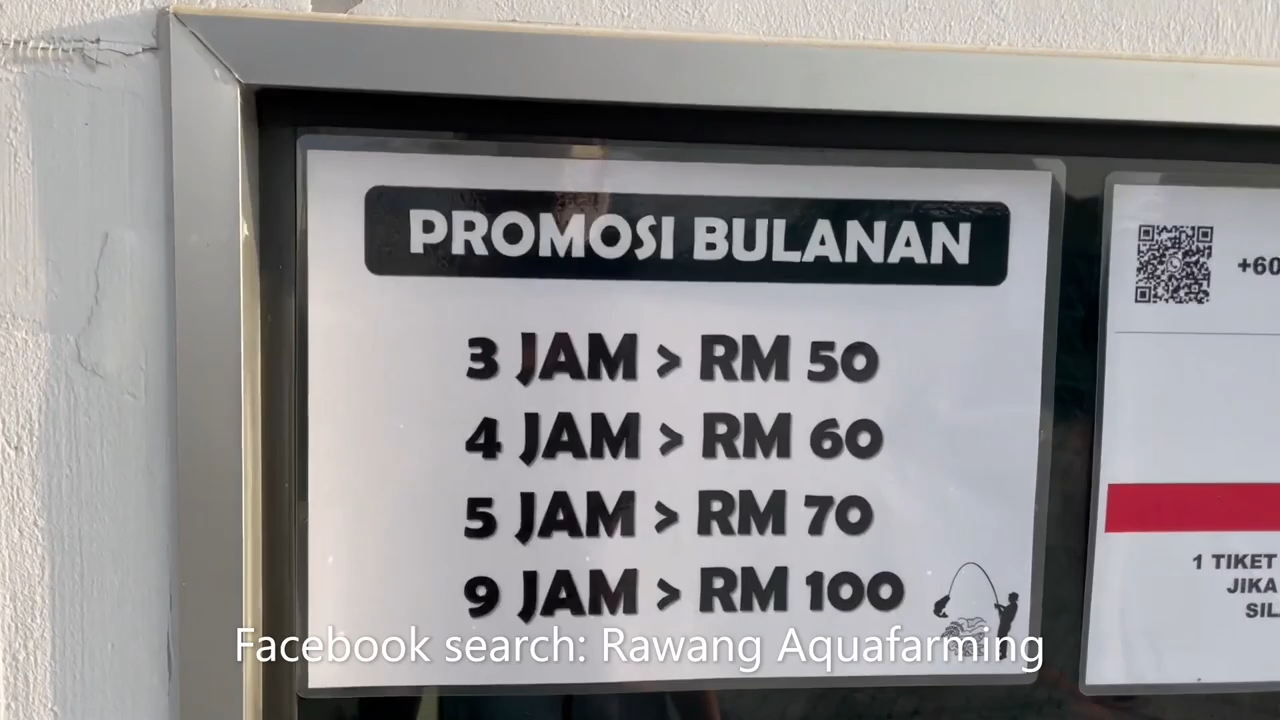 PROMOSI BULANAN
3 JAM > RM 50
4 JAM > RM 60
5 JAM > RM 70
9 JAM > RM 100
+60
1 TIKET
JIKA
SIL
Facebook search: Rawang Aquafarming